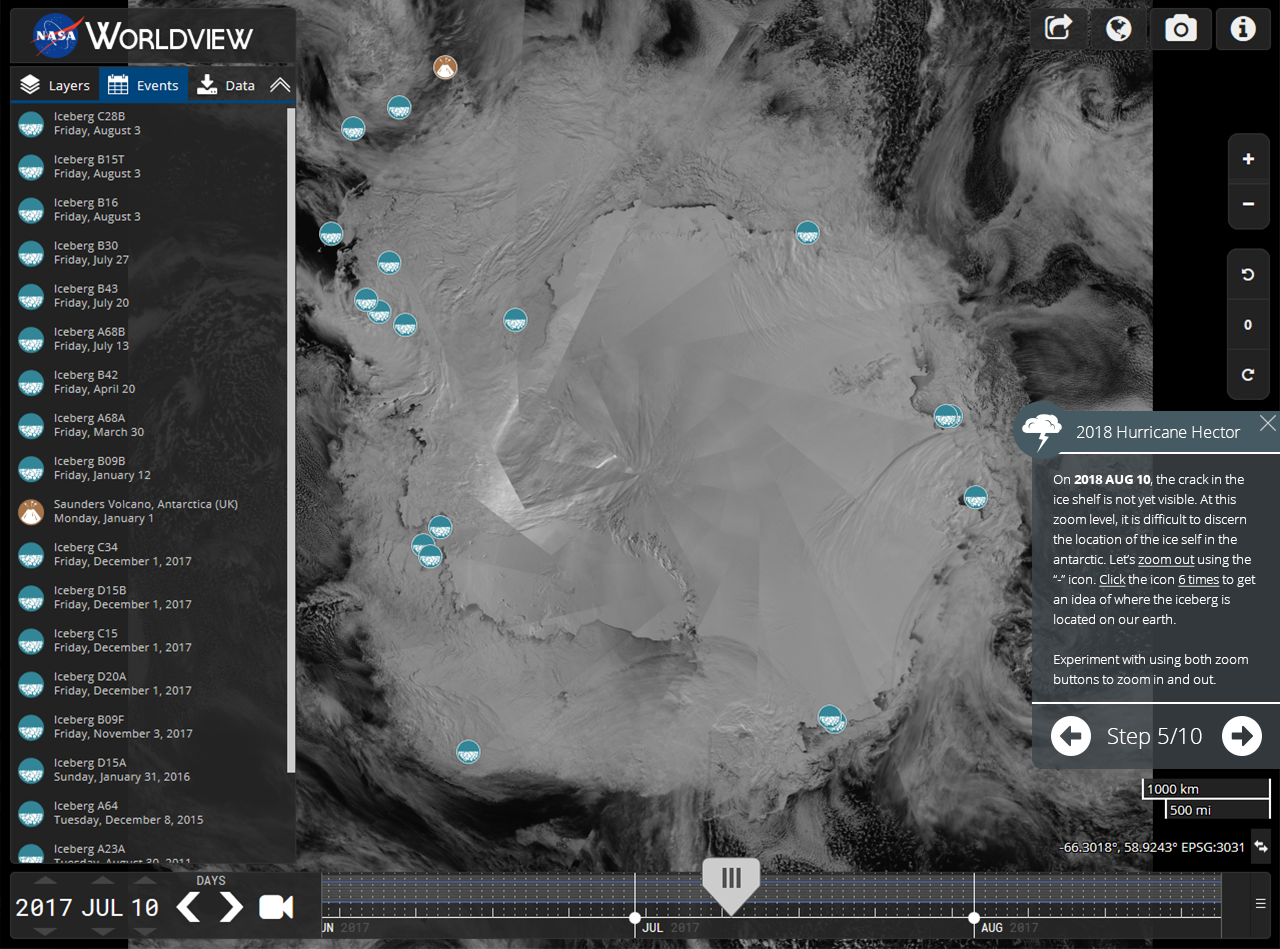 NASA WORLDVIEW
Layers
Events
Data
Iceberg C28B
Friday, August 3
Iceberg B15T
Friday, August 3
Iceberg B16
Friday, August 3
Iceberg B30
Friday, July 27
Iceberg B43
Friday, July 20
Iceberg A68B
Friday, July 13
Iceberg B42
Friday, April 20
Iceberg A68A
Friday, March 30
Iceberg B09B
Friday, January 12
Saunders Volcano, Antarctica (UK)
Monday, January 1
Iceberg C34
Friday, December 1, 2017
Iceberg D15B
Friday, December 1, 2017
Iceberg C15
Friday, December 1, 2017
Iceberg D20A
Friday, December 1, 2017
Iceberg B09F
Friday, November 3, 2017
Iceberg D15A
Sunday, January 31, 2016
Iceberg A64
Tuesday, December 8, 2015
Iceberg A23A
Tuesday, August 30, 2011
+
−
0
2018 Hurricane Hector
On 2018 AUG 10, the crack in the
ice shelf is not yet visible. At this
zoom level, it is difficult to discern
the location of the ice self in the
antarctic. Let's zoom out using the
“-” icon. Click the icon 6 times to get
an idea of where the iceberg is
located on our earth.
Experiment with using both zoom
buttons to zoom in and out.
Step 5/10
1000 km
500 mi
-66.3018°, 58.9243° EPSG:3031
DAYS
2017 JUL 10
UN 2017
JUL 2017
AUG 2017